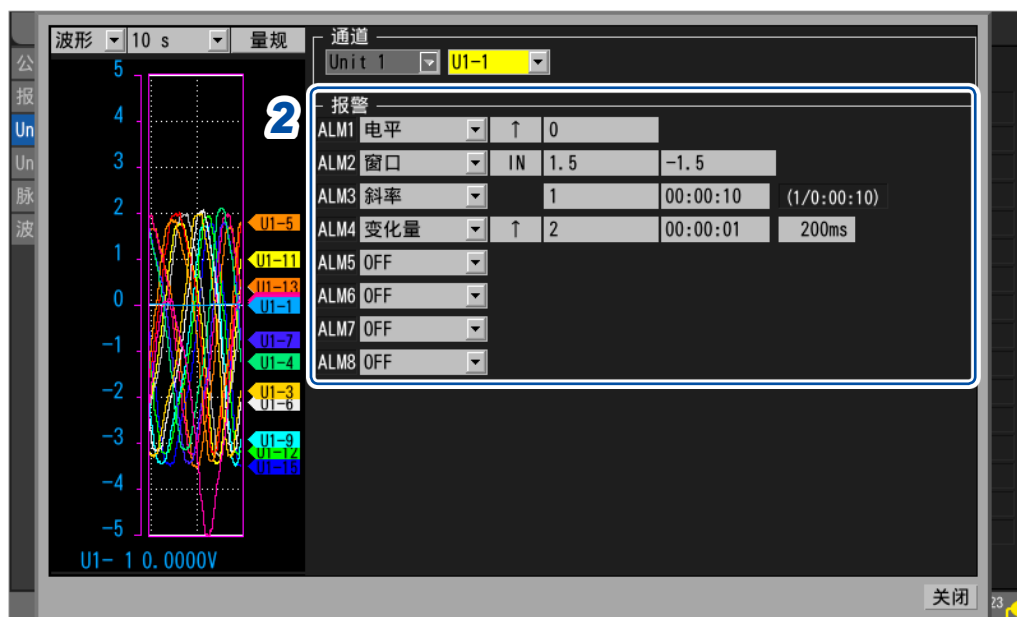 波形 10 s 量规
通道
Unit 1 U1-1
公
报
Un
Un
脉
波
5
4
3
2
1
0
-1
-2
-3
-4
-5
U1-5
U1-11
U1-13
U1-1
U1-7
U1-4
U1-3
U1-6
U1-9
U1-12
U1-15
U1- 1 0.0000V
2
报警
ALM1 电平 ↑ 0
ALM2 窗口 IN 1.5 -1.5
ALM3 斜率 1 00:00:10 (1/0:00:10)
ALM4 变化量 ↑ 2 00:00:01 200ms
ALM5 OFF
ALM6 OFF
ALM7 OFF
ALM8 OFF
关闭
23